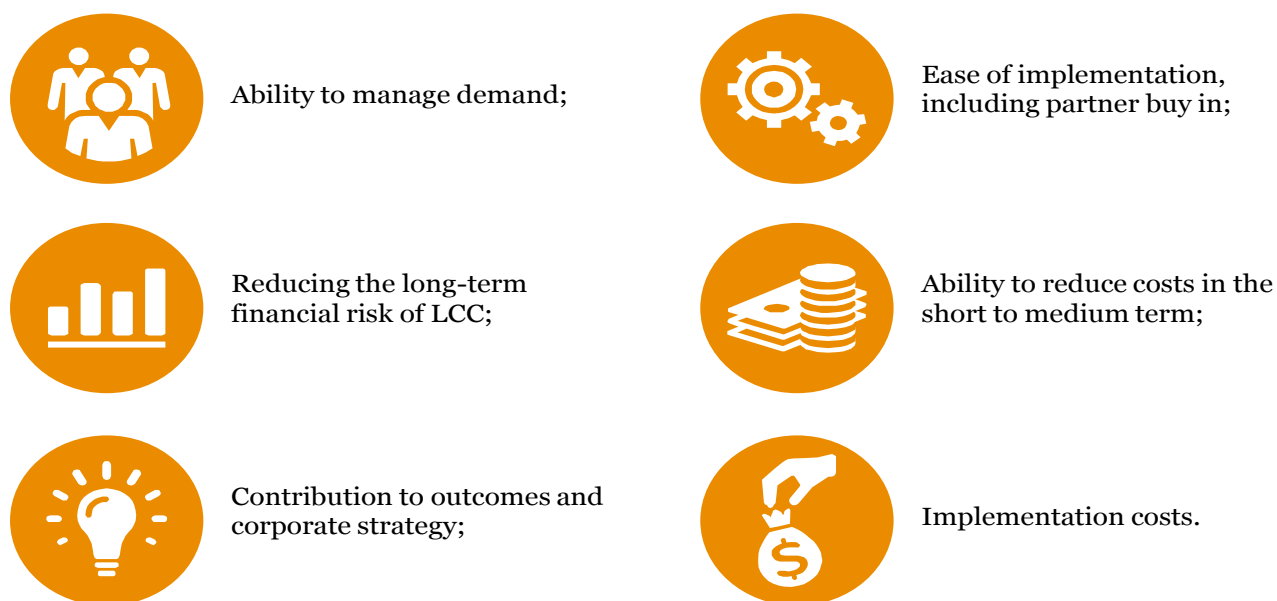 Ability to manage demand;
Ease of implementation,
including partner buy in;
Reducing the long-term
financial risk of LCC;
Ability to reduce costs in the
short to medium term;
Contribution to outcomes and
corporate strategy;
Implementation costs.
$